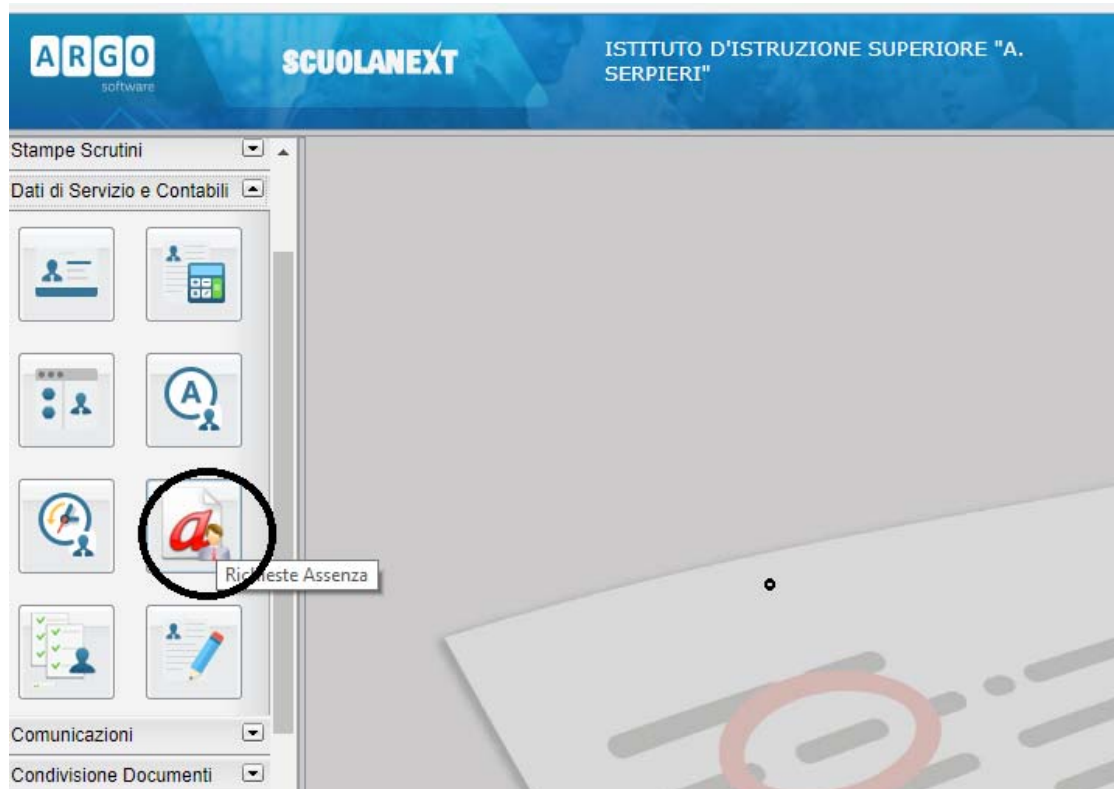 ARGO
software
SCUOLANEXT
ISTITUTO D'ISTRUZIONE SUPERIORE "A.
SERPIERI"
Stampe Scrutini
Dati di Servizio e Contabili
A
a
Richieste Assenza
Comunicazioni
Condivisione Documenti